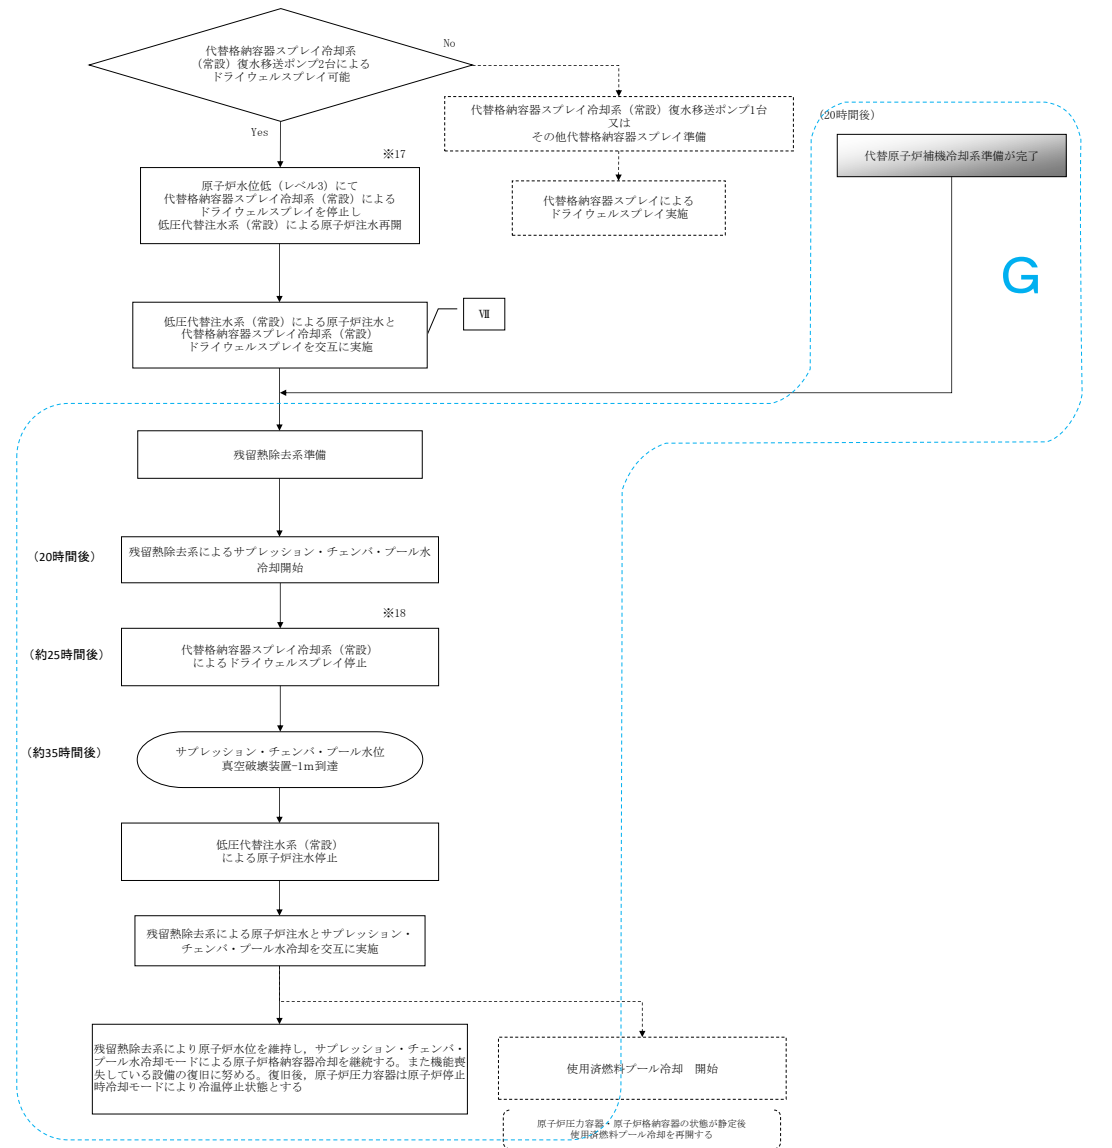 代替格納容器スプレイ冷却系
（常設）復水移送ポンプ2台による
ドライウェルスプレイ可能
No
Yes
代替格納容器スプレイ冷却系（常設）復水移送ポンプ1台
又は
その他代替格納容器スプレイ準備
代替格納容器スプレイによる
ドライウェルスプレイ実施
（20時間後）
代替原子炉補機冷却系準備が完了
G
※17
原子炉水位低（レベル3）にて
代替格納容器スプレイ冷却系（常設）による
ドライウェルスプレイを停止し
低圧代替注水系（常設）による原子炉注水再開
低圧代替注水系（常設）による原子炉注水と
代替格納容器スプレイ冷却系（常設）
ドライウェルスプレイを交互に実施
Ⅶ
残留熱除去系準備
（20時間後）
残留熱除去系によるサプレッション・チェンバ・プール水
冷却開始
※18
（約25時間後）
代替格納容器スプレイ冷却系（常設）
によるドライウェルスプレイ停止
（約35時間後）
サプレッション・チェンバ・プール水位
真空破壊装置-1m到達
低圧代替注水系（常設）
による原子炉注水停止
残留熱除去系による原子炉注水とサプレッション・
チェンバ・プール水冷却を交互に実施
残留熱除去系により原子炉水位を維持し，サプレッション・チェンバ・
プール水冷却モードによる原子炉格納容器冷却を継続する。また機能喪
失している設備の復旧に努める。復旧後，原子炉圧力容器は原子炉停止
時冷却モードにより冷温停止状態とする
使用済燃料プール冷却　開始
原子炉圧力容器・原子炉格納容器の状態が静定後
使用済燃料プール冷却を再開する